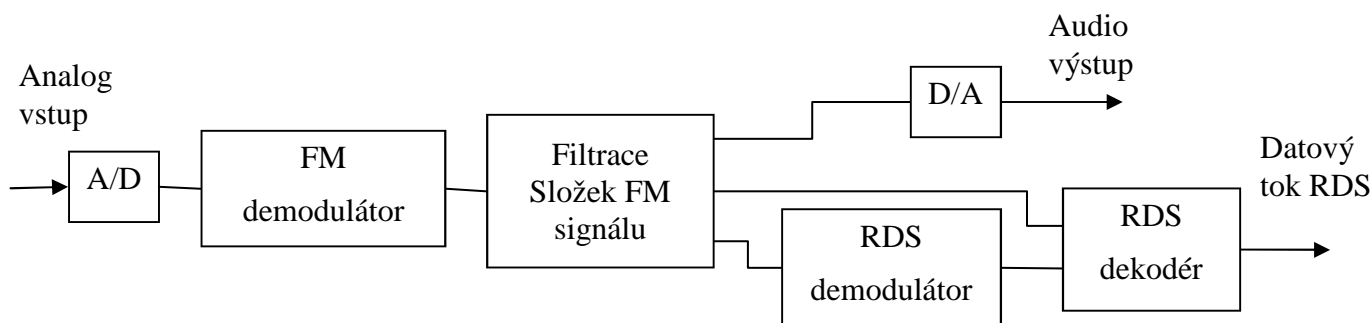 Analog
vstup
A/D
FM
demodulátor
Filtrace
Složek FM
signálu
D/A
Audio
výstup
RDS
demodulátor
RDS
dekodér
Datový
tok RDS